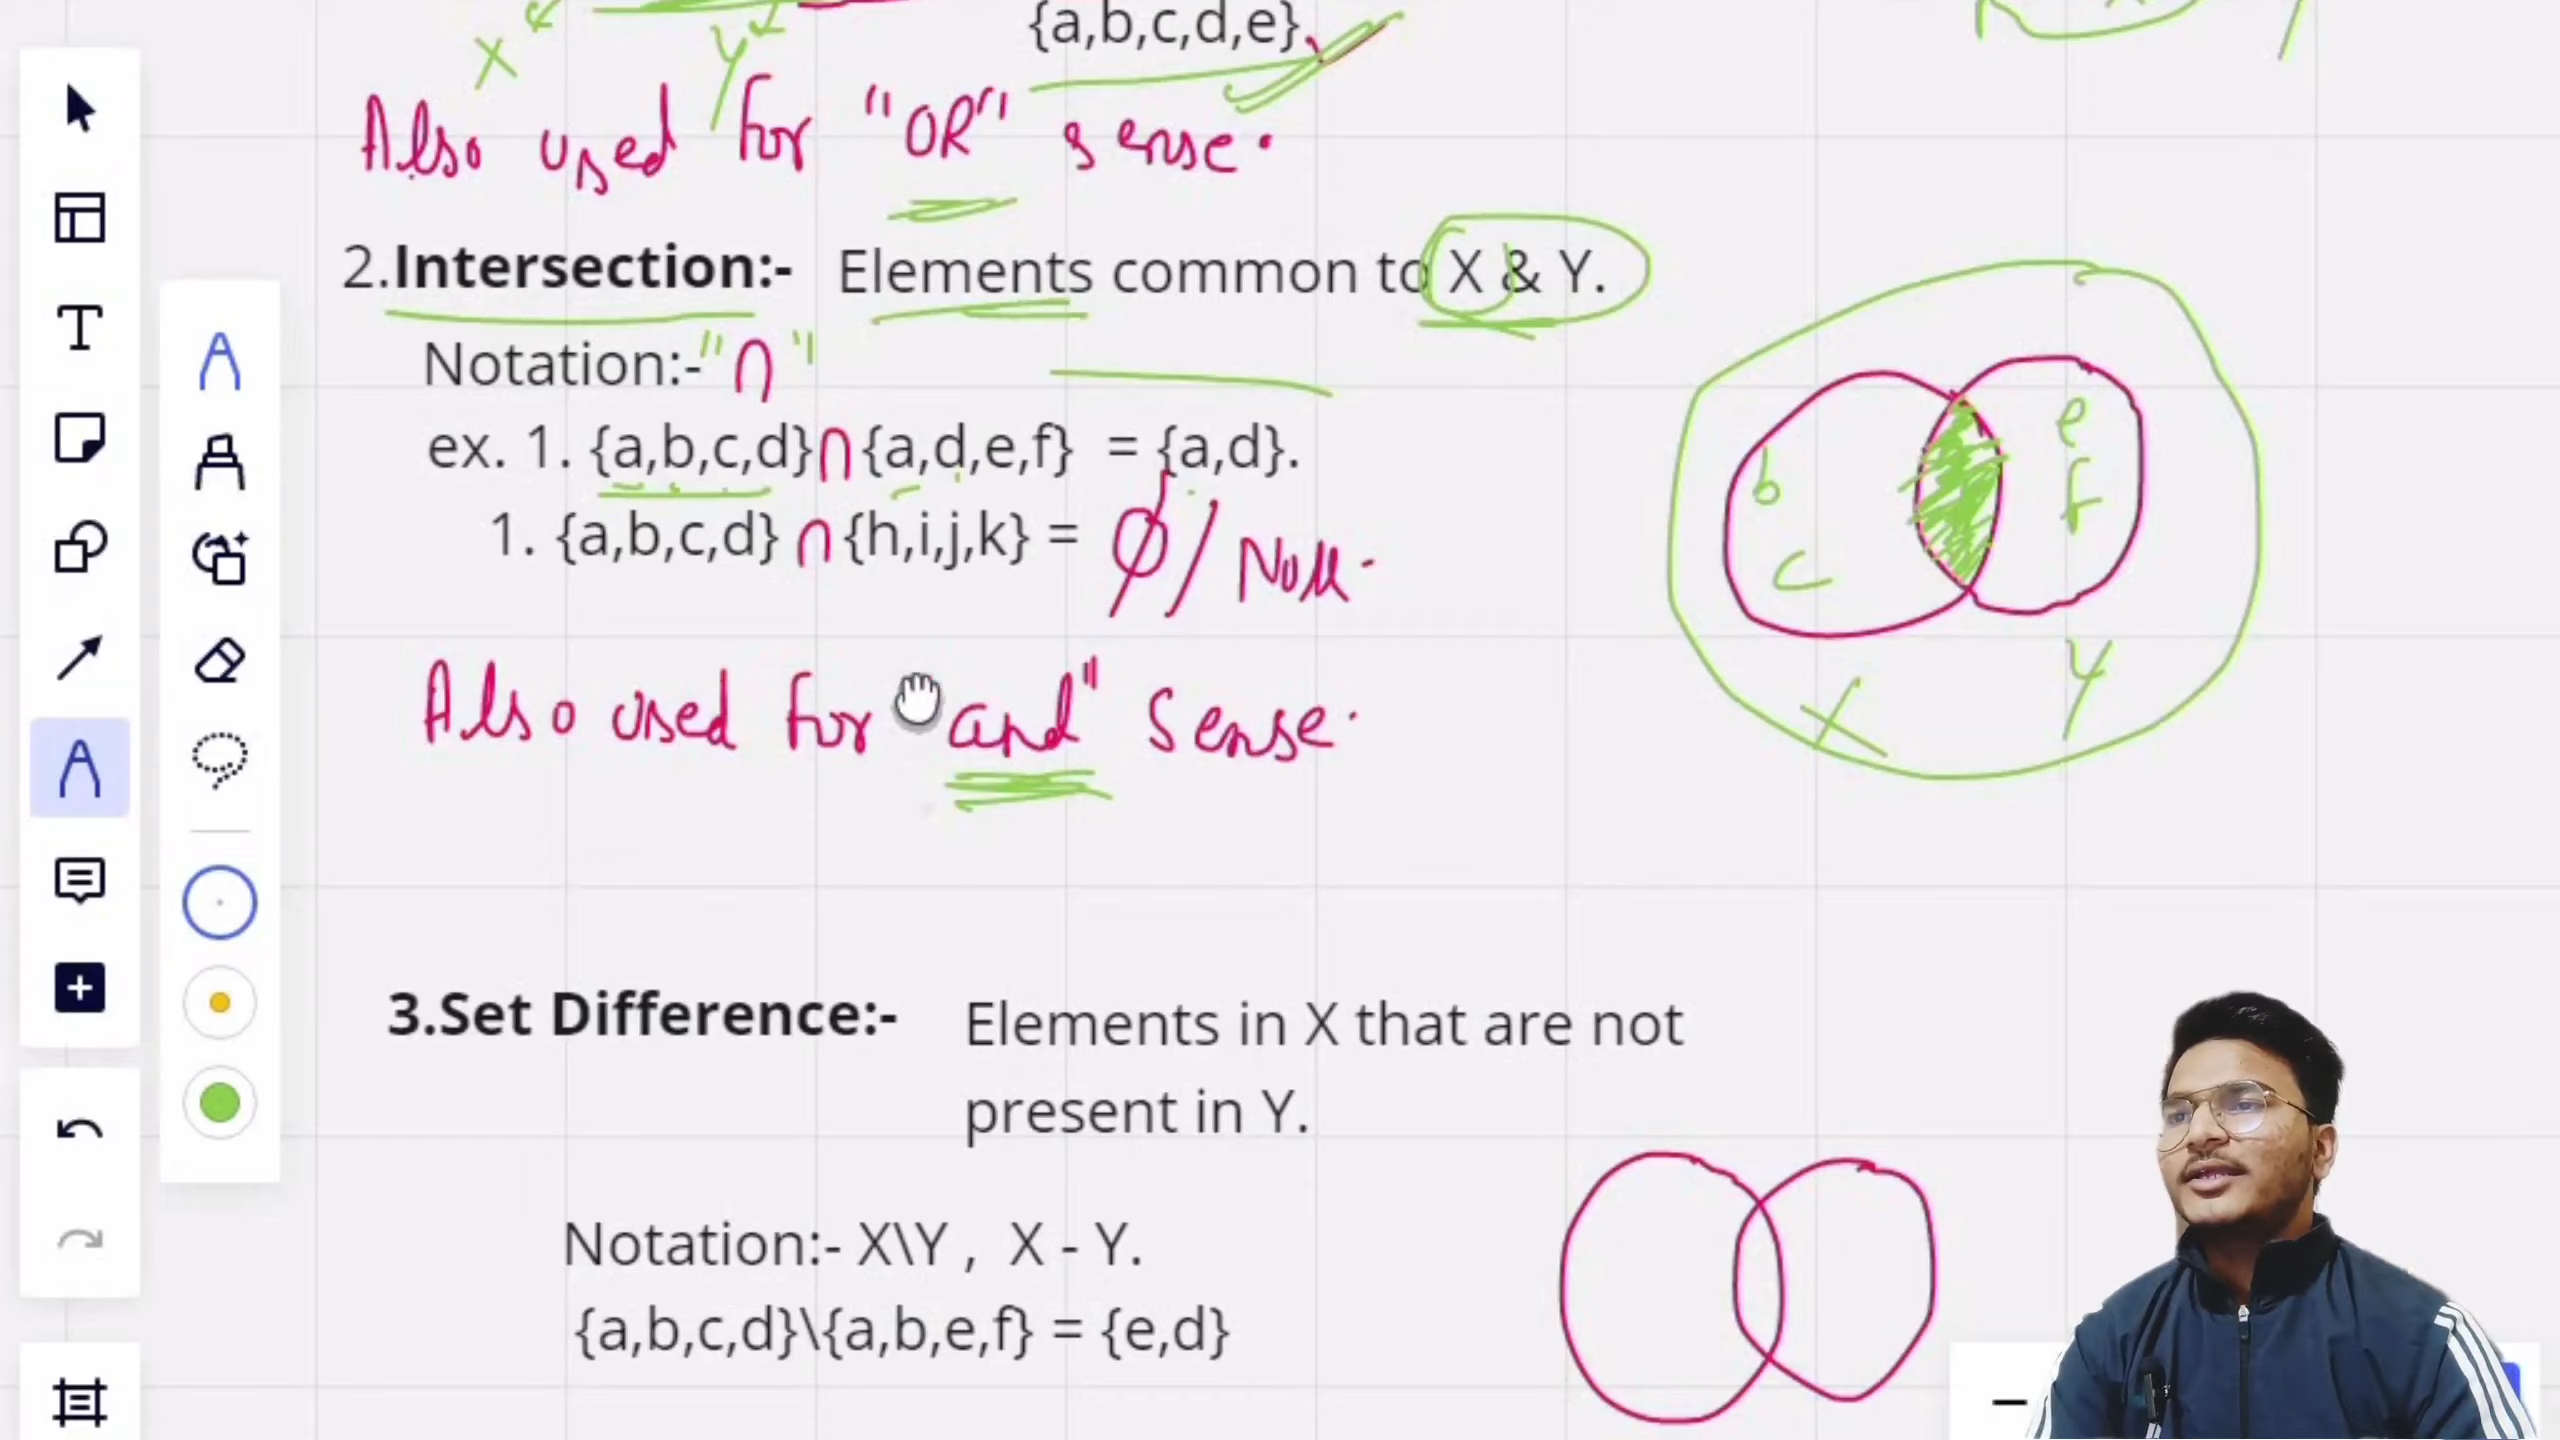 {a,b,c,d,e}.
X
Y
Also used for "OR" sense.
2.Intersection:- Elements common to X & Y.
Notation:- "∩"
ex. 1. {a,b,c,d}∩{a,d,e,f} = {a,d}.
1. {a,b,c,d} ∩ {h,i,j,k} = ϕ / Null.
Also used for and" sense.
b
c
e
f
X
Y
3.Set Difference:- Elements in X that are not
present in Y.
Notation:- X\Y , X - Y.
{a,b,c,d}\{a,b,e,f} = {e,d}